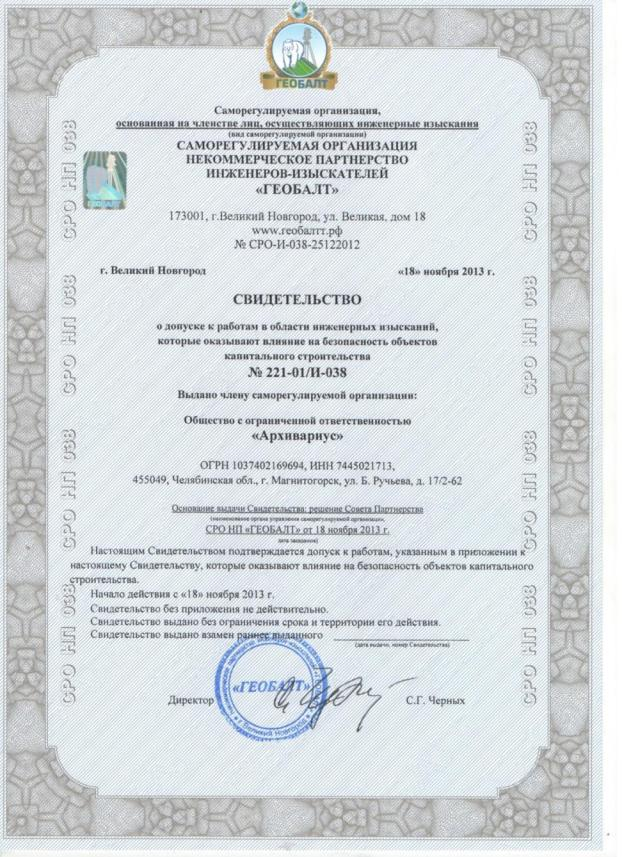 ГЕОБАЛТ
Саморегулируемая организация,
основанная на членстве лиц, осуществляющих инженерные изыскания
(вид саморегулируемой организации)
САМОРЕГУЛИРУЕМАЯ ОРГАНИЗАЦИЯ
НЕКОММЕРЧЕСКОЕ ПАРТНЕРСТВО
ИНЖЕНЕРОВ-ИЗЫСКАТЕЛЕЙ
«ГЕОБАЛТ»
ГЕОБАЛТ
173001, г.Великий Новгород, ул. Великая, дом 18
www.геобалтт.рф
№ СРО-И-038-25122012
г. Великий Новгород «18» ноября 2013 г.
СВИДЕТЕЛЬСТВО
о допуске к работам в области инженерных изысканий,
которые оказывают влияние на безопасность объектов
капитального строительства
№ 221-01/И-038
Выдано члену саморегулируемой организации:
Общество с ограниченной ответственностью
«Архивариус»
ОГРН 1037402169694, ИНН 7445021713,
455049, Челябинская обл., г. Магнитогорск, ул. Б. Ручьева, д. 17/2-62
Основание выдачи Свидетельства: решение Совета Партнерства
(наименование органа управления саморегулируемой организации,
СРО НП «ГЕОБАЛТ» от 18 ноября 2013 г.
дата заседания)
Настоящим Свидетельством подтверждается допуск к работам, указанным в приложении к
настоящему Свидетельству, которые оказывают влияние на безопасность объектов капитального
строительства.
Начало действия с «18» ноября 2013 г.
Свидетельство без приложения не действительно.
Свидетельство выдано без ограничения срока и территории его действия.
Свидетельство выдано взамен раннее выданного
(дата выдачи, номер Свидетельства)
Директор С.Г. Черных
«ГЕОБАЛТ»
г. Великий Новгород
СРО НП 038
СРО НП 038
СРО НП 038
СРО НП 038
СРО НП 038
СРО НП 038
СРО НП 038
СРО НП 038